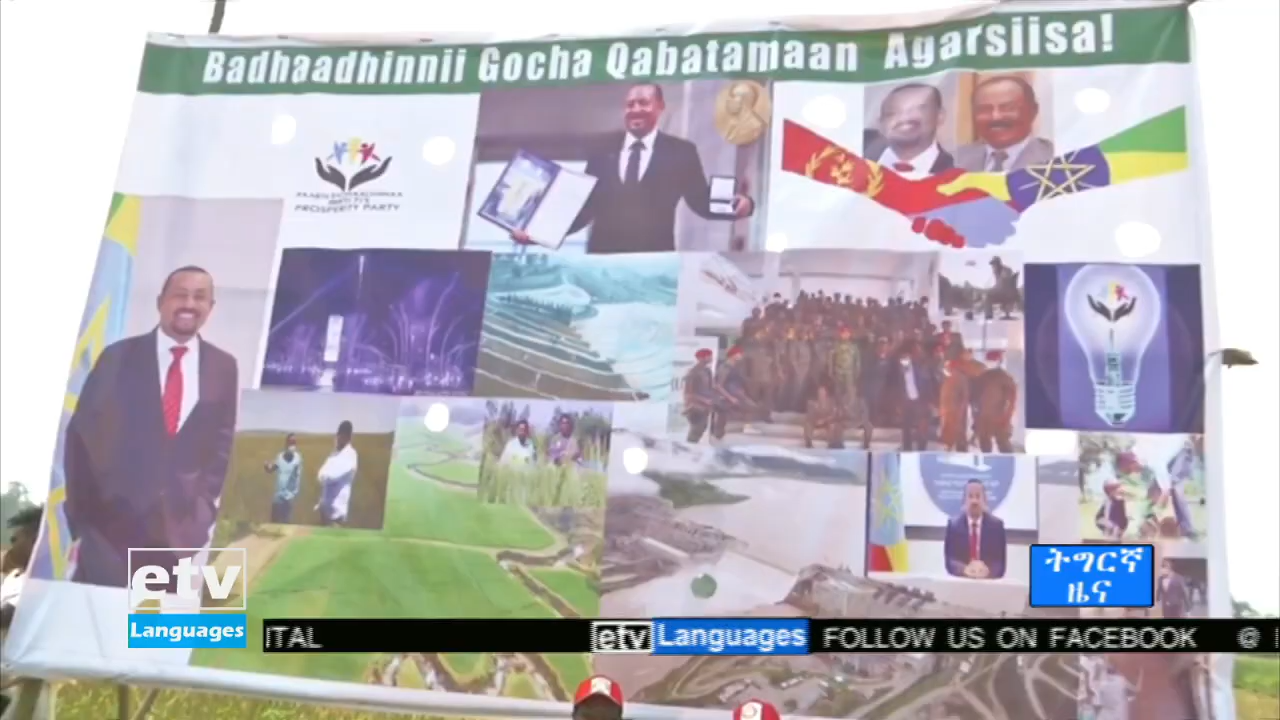 Badhaadhinnii Gocha Qabatamaan Agarsiisa!
PROSPERITY PARTY
etv
Languages
ትግርኛ
ዜና
ITAL etv Languages FOLLOW US ON FACEBOOK @